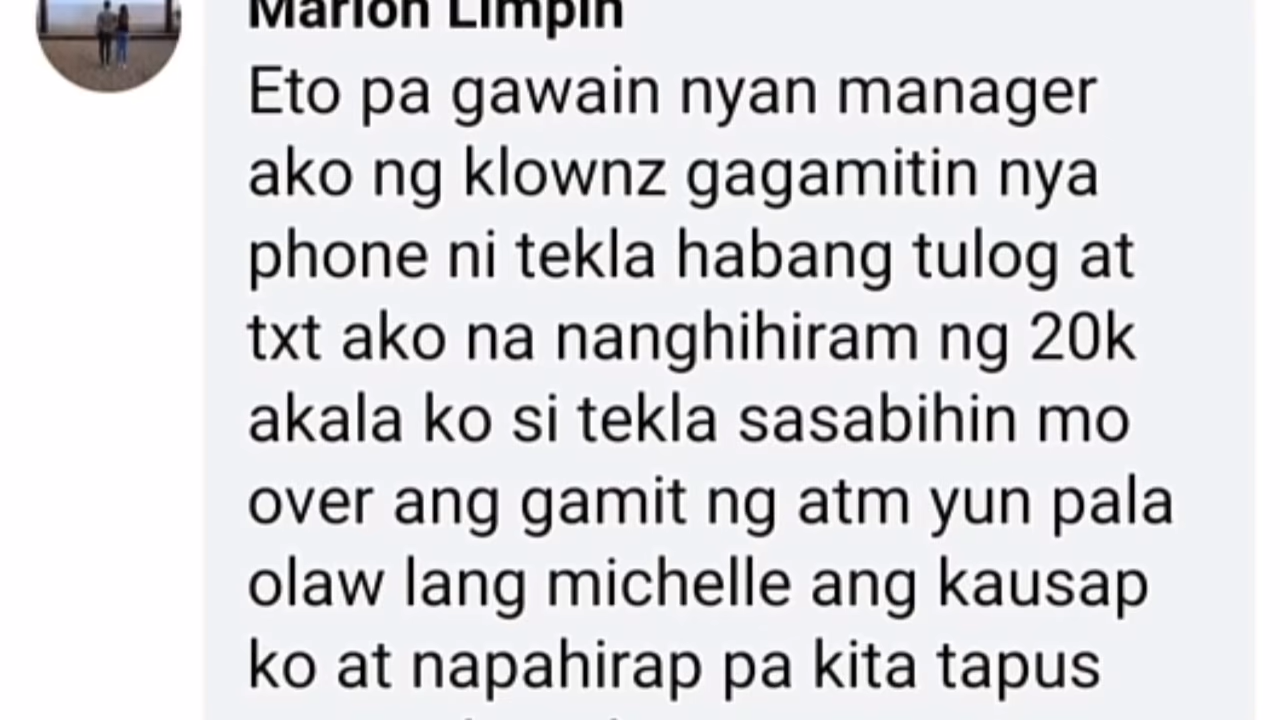 Marion Limpin
Eto pa gawain nyan manager
ako ng klownz gagamitin nya
phone ni tekla habang tulog at
txt ako na nanghihiram ng 20k
akala ko si tekla sasabihin mo
over ang gamit ng atm yun pala
olaw lang michelle ang kausap
ko at napahirap pa kita tapus